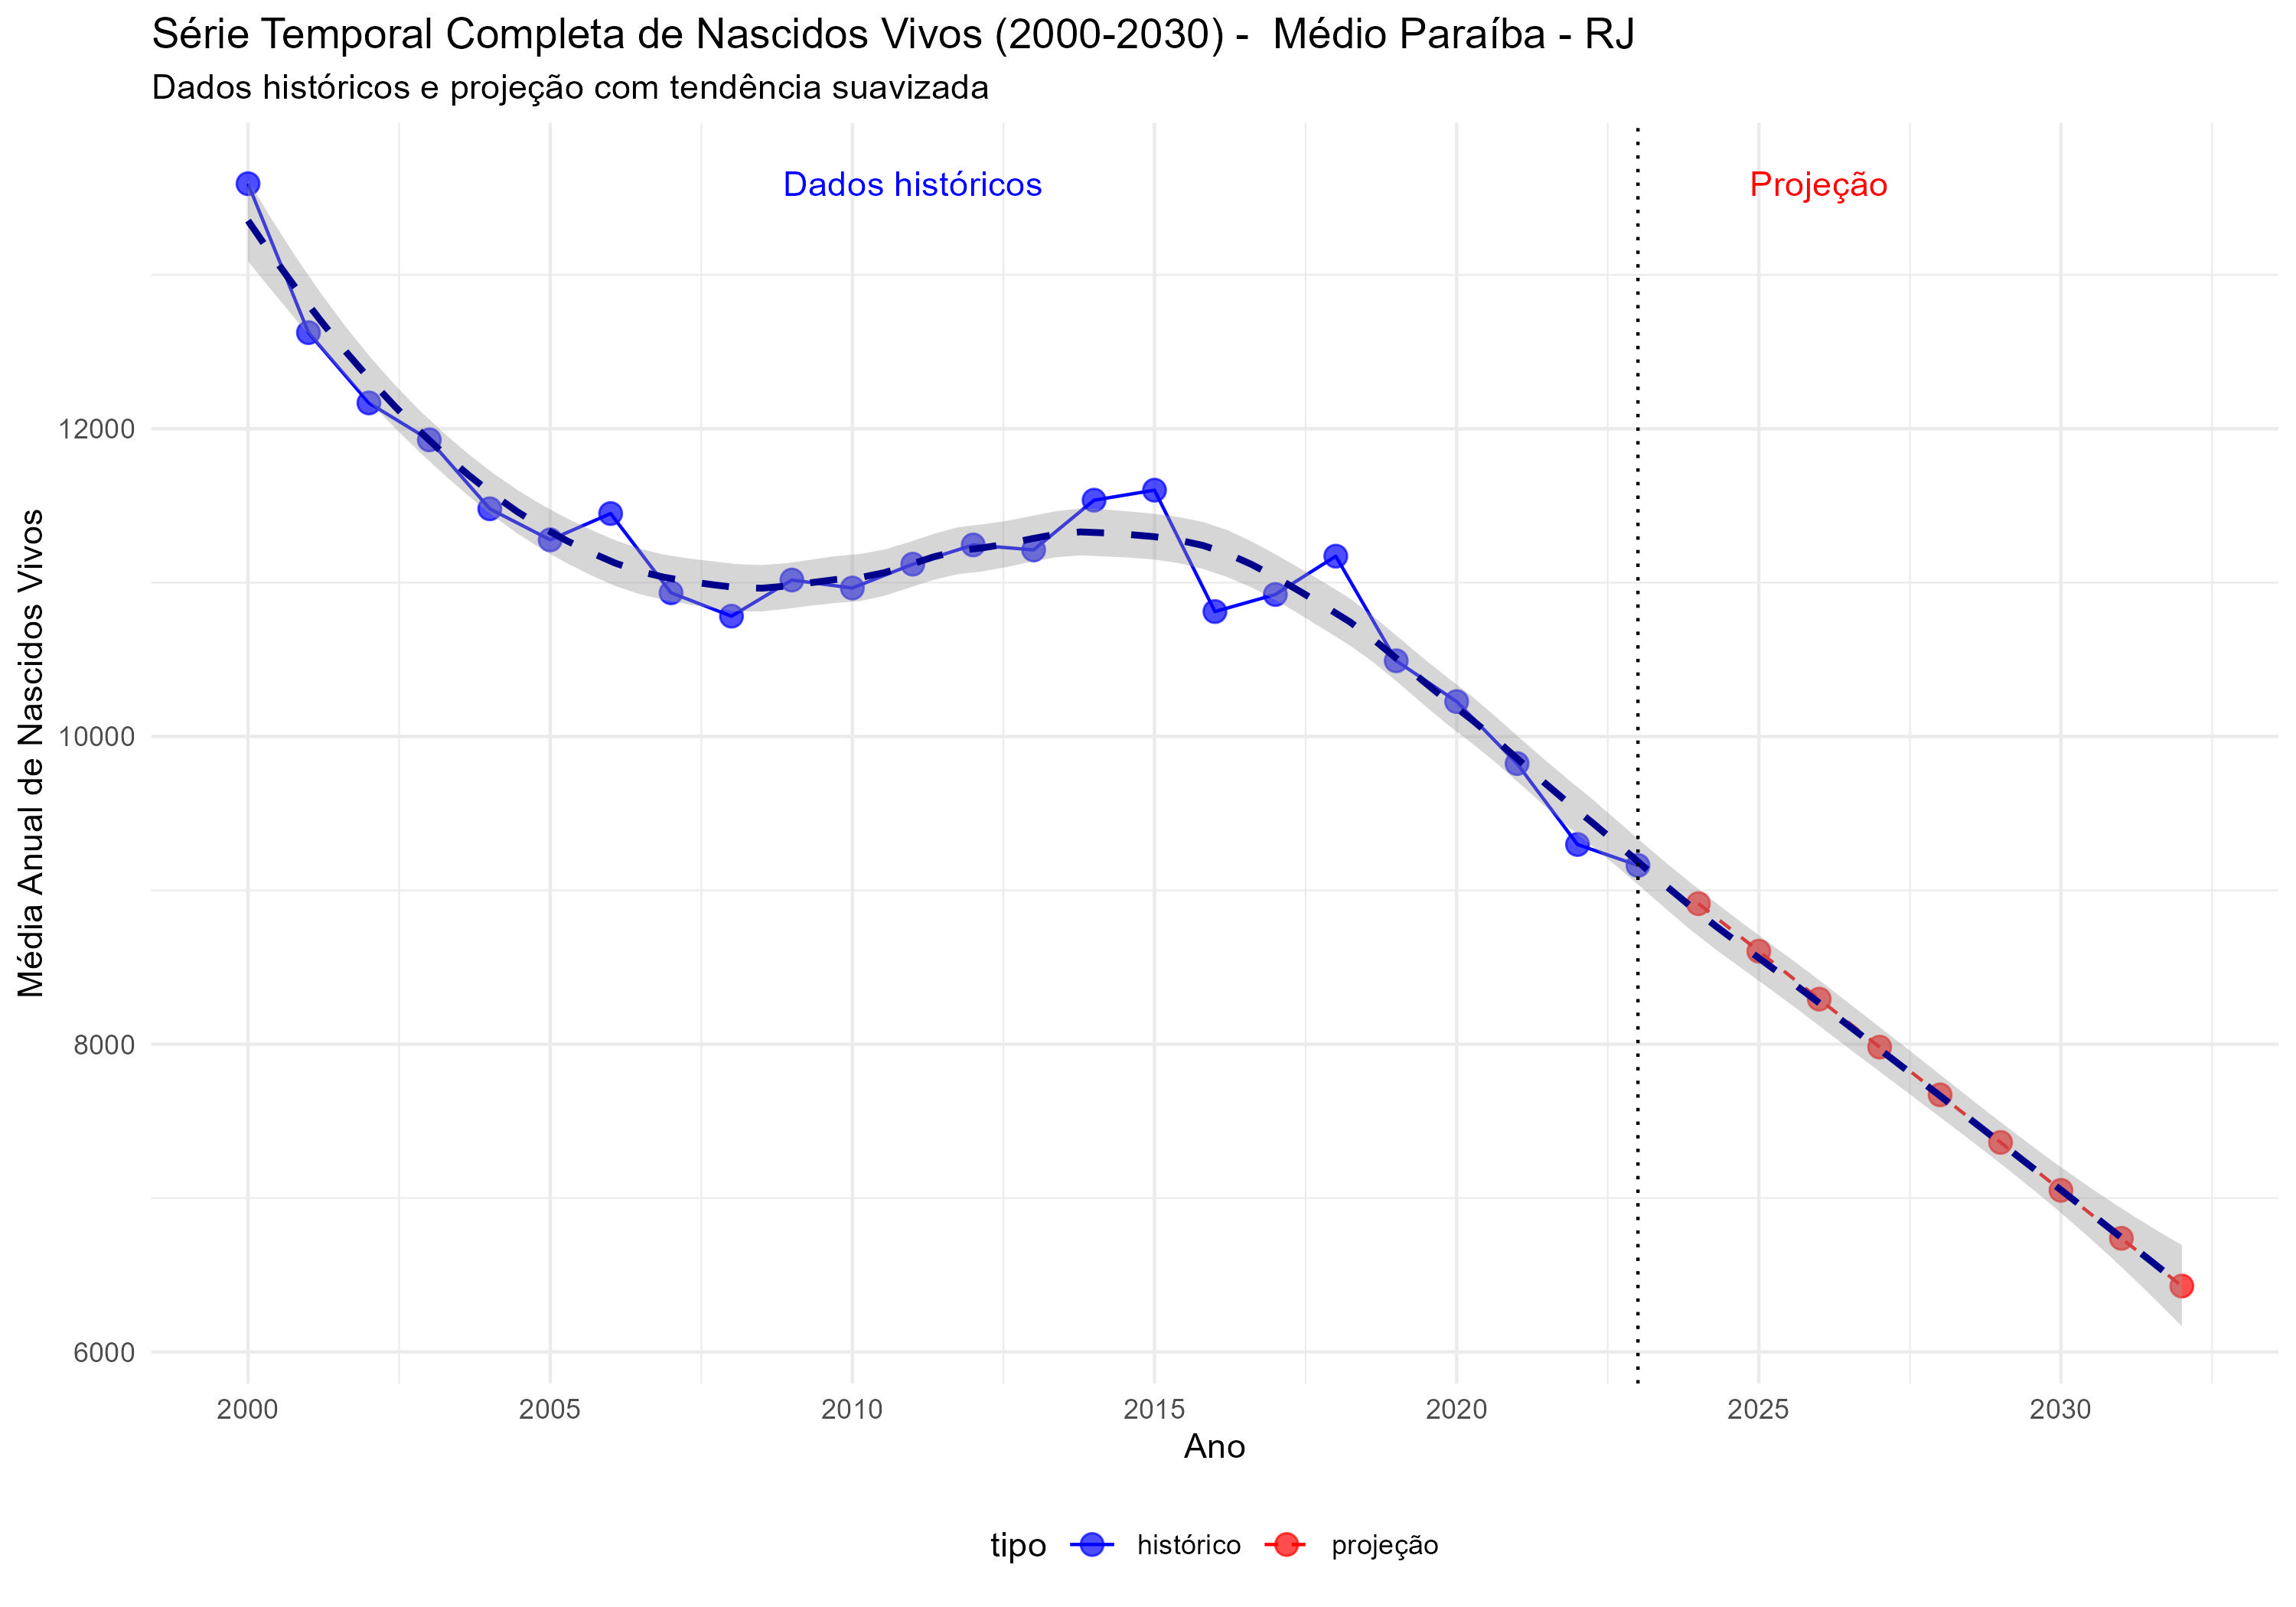 Série Temporal Completa de Nascidos Vivos (2000-2030) -  Médio Paraíba - RJ
Dados históricos e projeção com tendência suavizada
Dados históricos
Projeção
Média Anual de Nascidos Vivos
12000
10000
8000
6000
2000 2005 2010 2015 2020 2025 2030
Ano
tipo histórico projeção